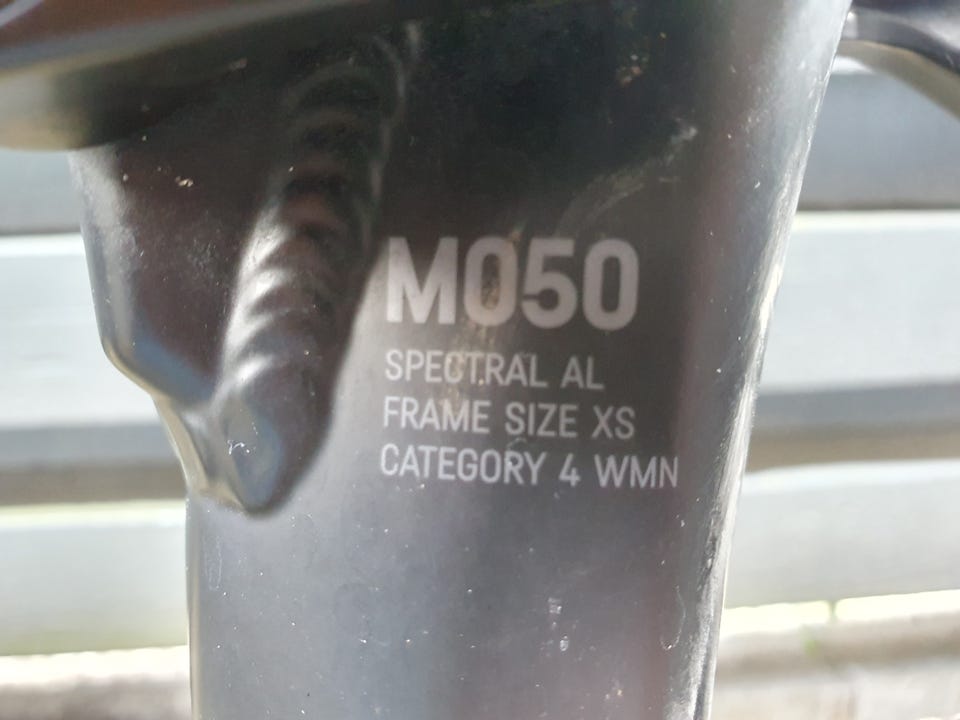 M050
SPECTRAL AL
FRAME SIZE XS
CATEGORY 4 WMN